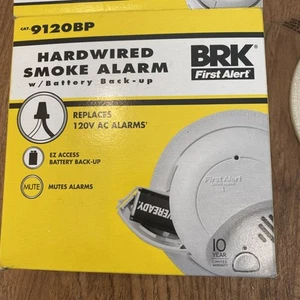 CAT. 9120BP
HARDWIRED
SMOKE ALARM
w/Battery Back-up
BRK
First Alert
REPLACES
120V AC ALARMS
EZ ACCESS
BATTERY BACK-UP
MUTE
MUTES ALARMS
First Alert
EVEREADY
10
YEAR